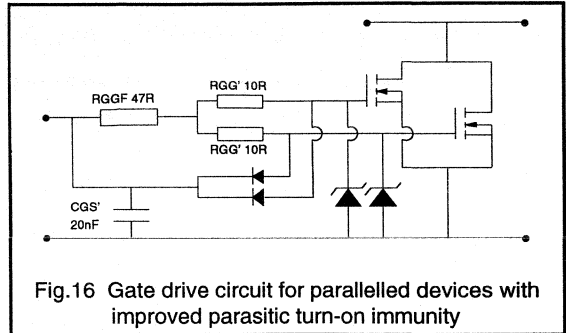 RGGF 47R
RGG' 10R
RGG' 10R
CGS'
20nF
Fig.16 Gate drive circuit for parallelled devices with
improved parasitic turn-on immunity